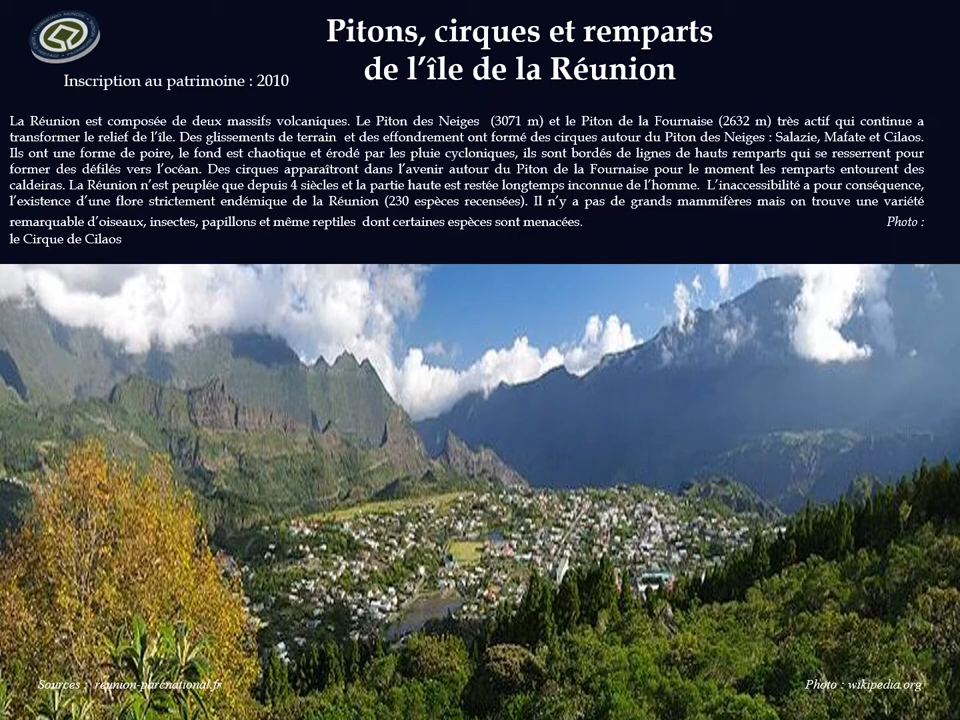 Pitons, cirques et remparts
de l’île de la Réunion
Inscription au patrimoine : 2010
La Réunion est composée de deux massifs volcaniques. Le Piton des Neiges (3071 m) et le Piton de la Fournaise (2632 m) très actif qui continue a
transformer le relief de l’île. Des glissements de terrain et des effondrement ont formé des cirques autour du Piton des Neiges : Salazie, Mafate et Cilaos.
Ils ont une forme de poire, le fond est chaotique et érodé par les pluie cycloniques, ils sont bordés de lignes de hauts remparts qui se resserrent pour
former des défilés vers l’océan. Des cirques apparaîtront dans l’avenir autour du Piton de la Fournaise pour le moment les remparts entourent des
caldeiras. La Réunion n’est peuplée que depuis 4 siècles et la partie haute est restée longtemps inconnue de l’homme. L’inaccessibilité a pour conséquence,
l’existence d’une flore strictement endémique de la Réunion (230 espèces recensées). Il n’y a pas de grands mammifères mais on trouve une variété
remarquable d’oiseaux, insectes, papillons et même reptiles dont certaines espèces sont menacées. Photo :
le Cirque de Cilaos
Sources : reunion-parcnational.fr
Photo : wikipedia.org